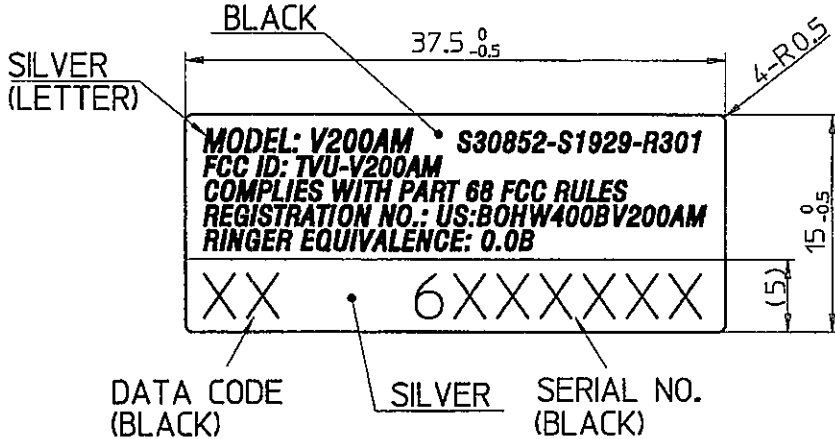 BLACK
37.5 0 -0.5
4-R0.5
SILVER
(LETTER)
MODEL: V200AM S30852-S1929-R301
FCC ID: TVU-V200AM
COMPLIES WITH PART 68 FCC RULES
REGISTRATION NO.: US:BOHW400BV200AM
RINGER EQUIVALENCE: 0.0B
15 0 -0.5
(5)
XX 6XXXXXX
DATA CODE
(BLACK)
SILVER
SERIAL NO.
(BLACK)